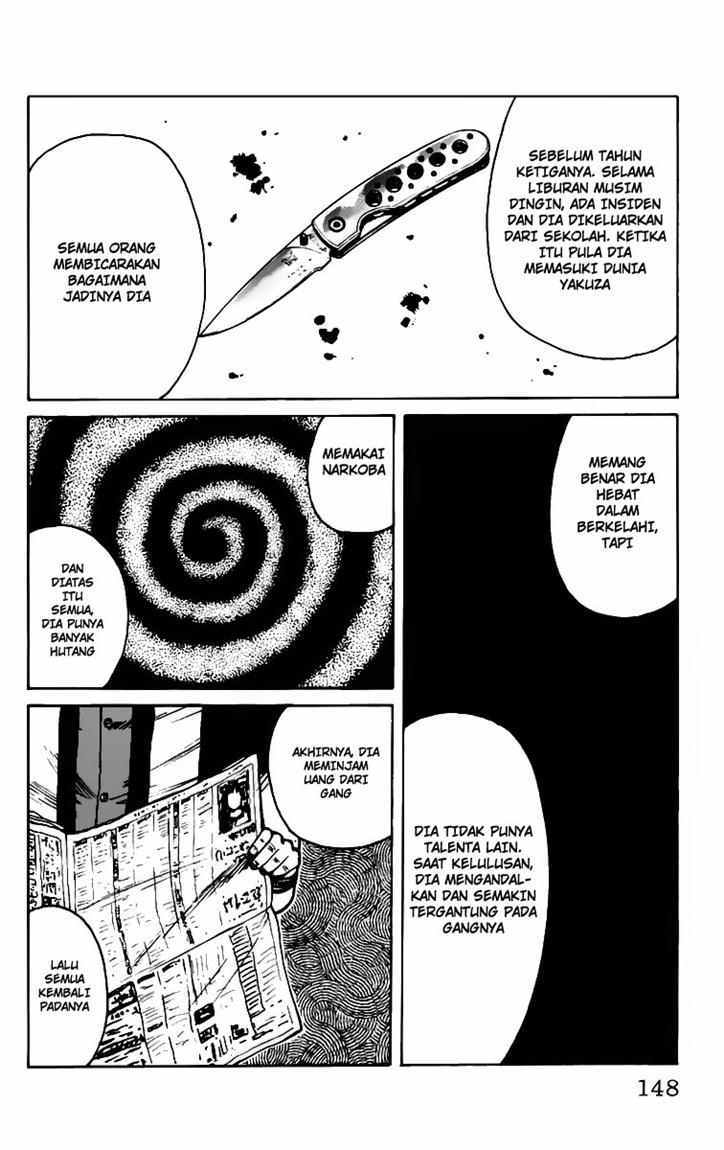 SEBELUM TAHUN
KETIGANYA. SELAMA
LIBURAN MUSIM
DINGIN, ADA INSIDEN
DAN DIA DIKELUARKAN
DARI SEKOLAH. KETIKA
ITU PULA DIA
MEMASUKI DUNIA
YAKUZA
SEMUA ORANG
MEMBICARAKAN
BAGAIMANA
JADINYA DIA
MEMANG
BENAR DIA
HEBAT
DALAM
BERKELAHI,
TAPI
DIA TIDAK PUNYA
TALENTA LAIN.
SAAT KELULUSAN,
DIA MENGANDAL-
KAN DAN SEMAKIN
TERGANTUNG PADA
GANGNYA
MEMAKAI
NARKOBA
DAN
DIATAS
ITU
SEMUA,
DIA PUNYA
BANYAK
HUTANG
AKHIRNYA, DIA
MEMINJAM
UANG DARI
GANG
LALU
SEMUA
KEMBALI
PADANYA
148